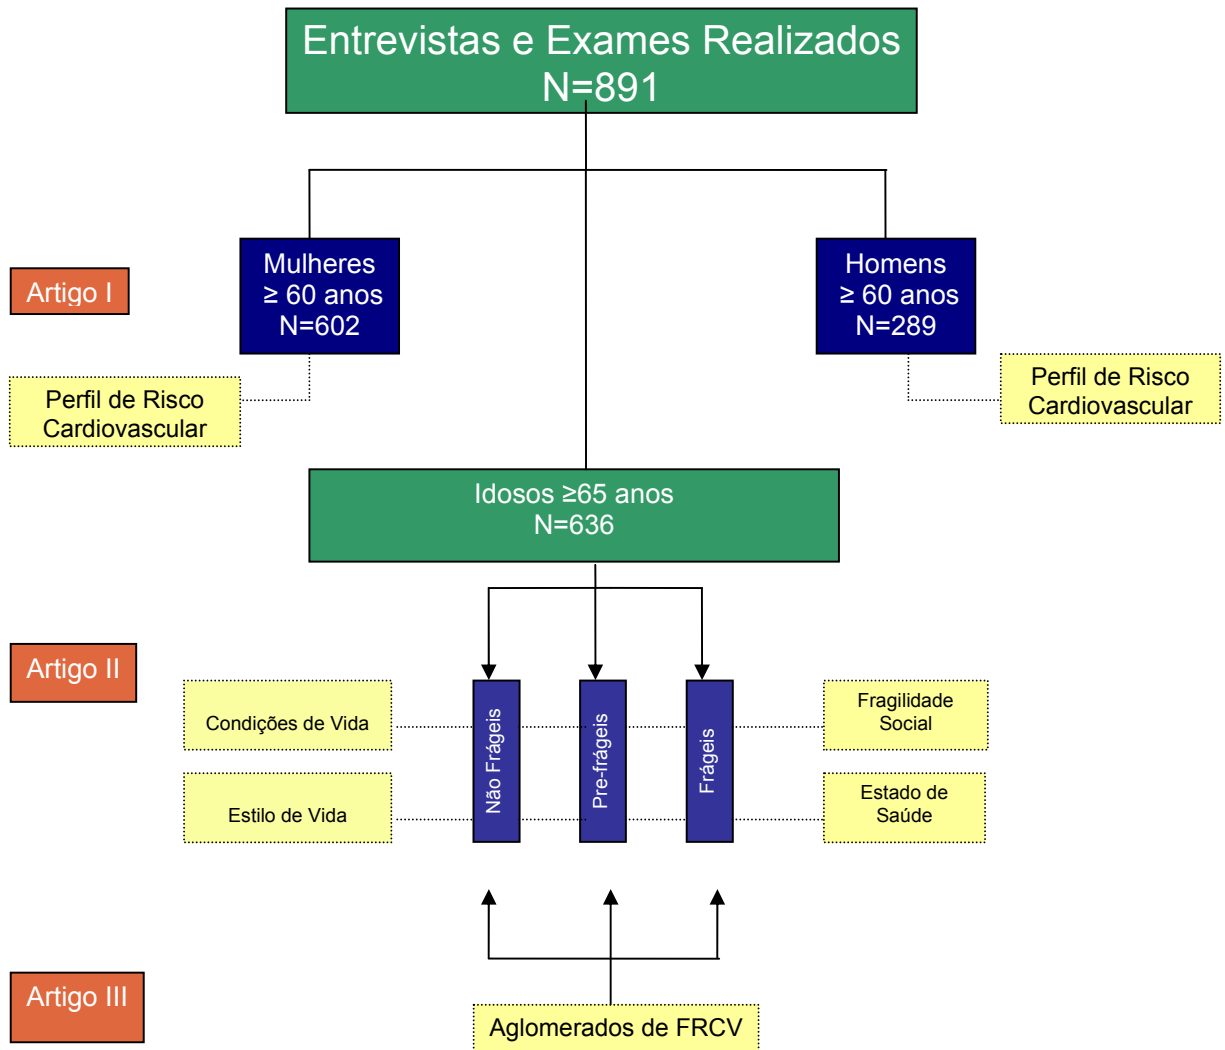 Entrevistas e Exames Realizados
N=891
Artigo I
Mulheres
≥ 60 anos
N=602
Homens
≥ 60 anos
N=289
Perfil de Risco
Cardiovascular
Perfil de Risco
Cardiovascular
Idosos ≥65 anos
N=636
Artigo II
Condições de Vida
Estilo de Vida
Não Frágeis
Pre-frágeis
Frágeis
Fragilidade
Social
Estado de
Saúde
Artigo III
Aglomerados de FRCV